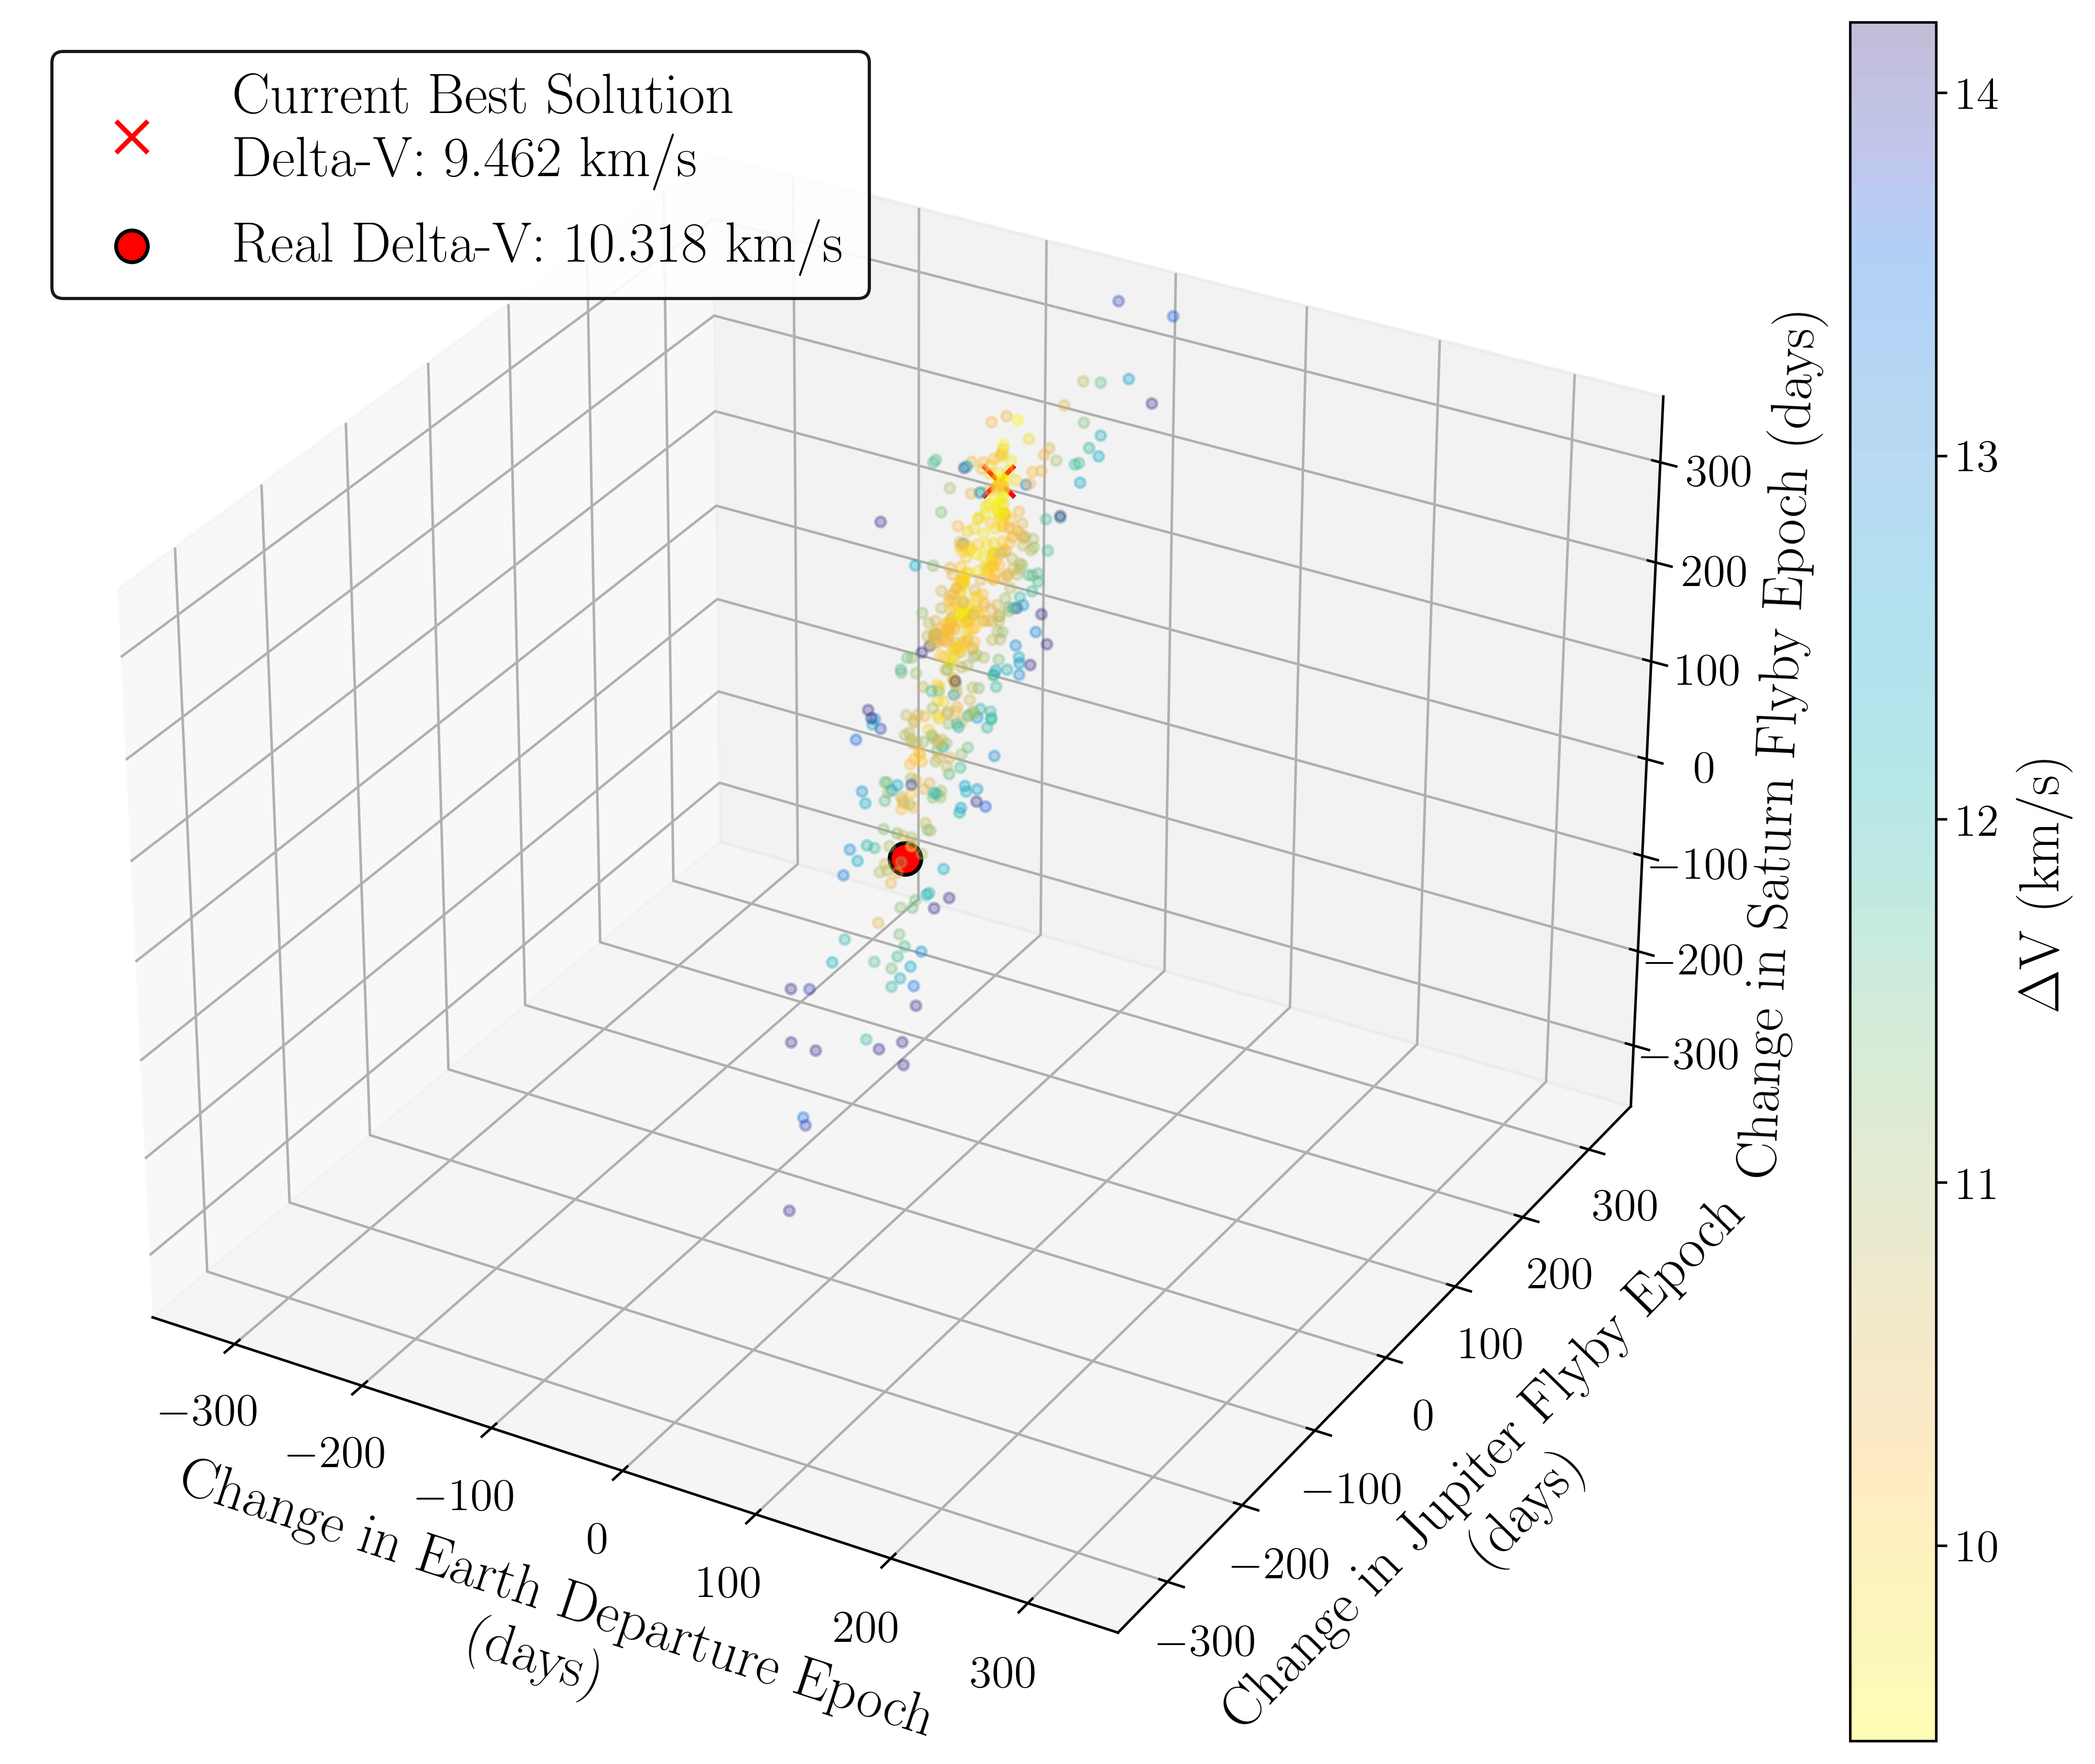 Current Best Solution
Delta-V: 9.462 km/s
Real Delta-V: 10.318 km/s
14
13
12
11
10
ΔV (km/s)
300
200
100
0
−100
−200
−300
Change in Saturn Flyby Epoch (days)
300
200
100
0
−100
−200
−300
Change in Jupiter Flyby Epoch
(days)
−300
−200
−100
0
100
200
300
Change in Earth Departure Epoch
(days)